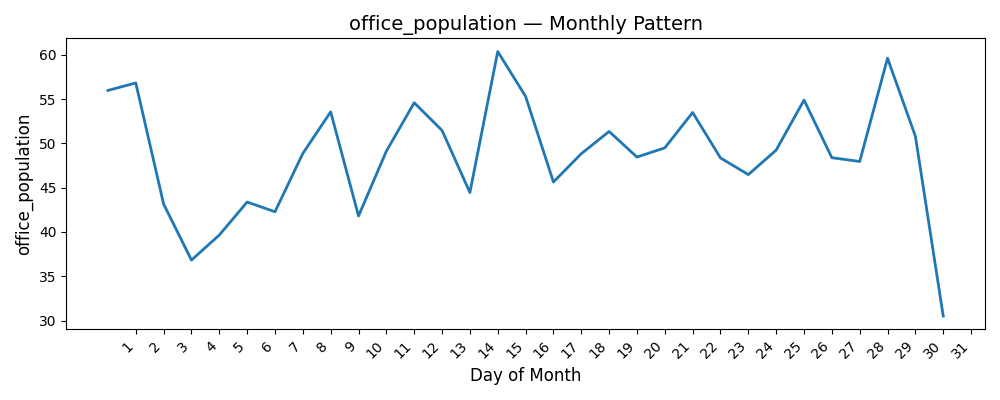 office_population — Monthly Pattern
office_population
60
55
50
45
40
35
30
1 2 3 4 5 6 7 8 9 10 11 12 13 14 15 16 17 18 19 20 21 22 23 24 25 26 27 28 29 30 31
Day of Month